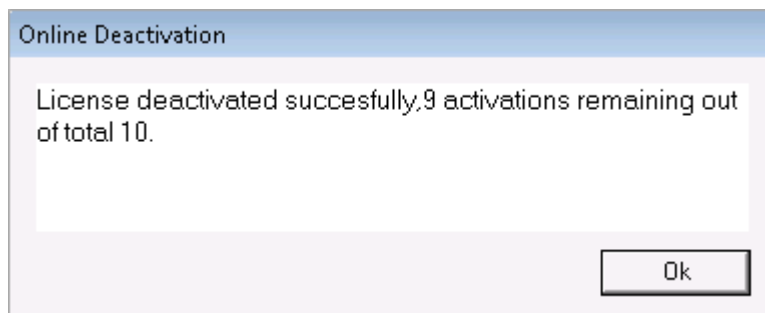 Online Deactivation
License deactivated succesfully,9 activations remaining out
of total 10.
Ok